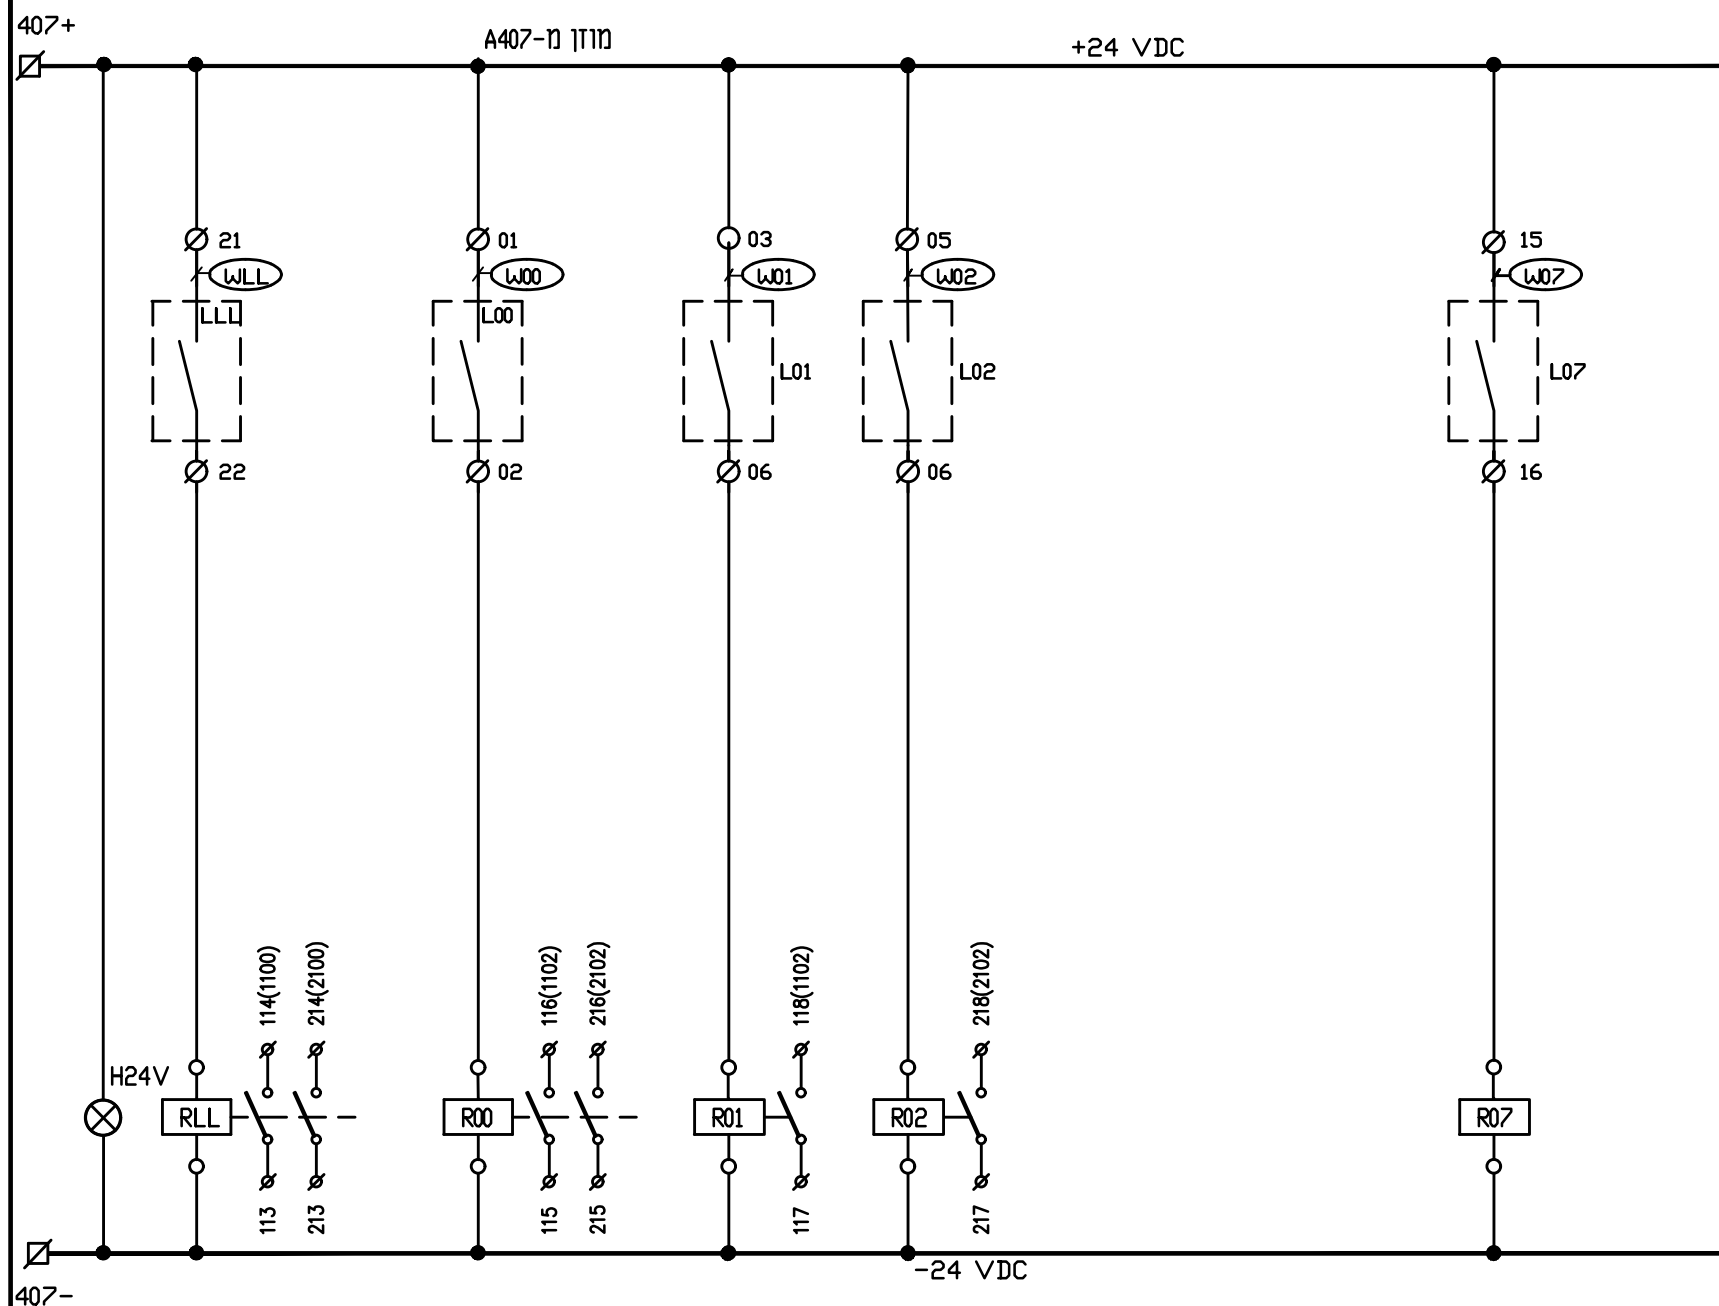 407+
מוזן מ-A407
+24 VDC
21
01
03
05
15
WLL
W00
W01
W02
W07
LLL
L00
L01
L02
L07
22
02
06
06
16
114(1100)
214(2100)
116(1102)
216(2102)
118(1102)
218(2102)
H24V
RLL
R00
R01
R02
R07
113
213
115
215
117
217
-24 VDC
407-